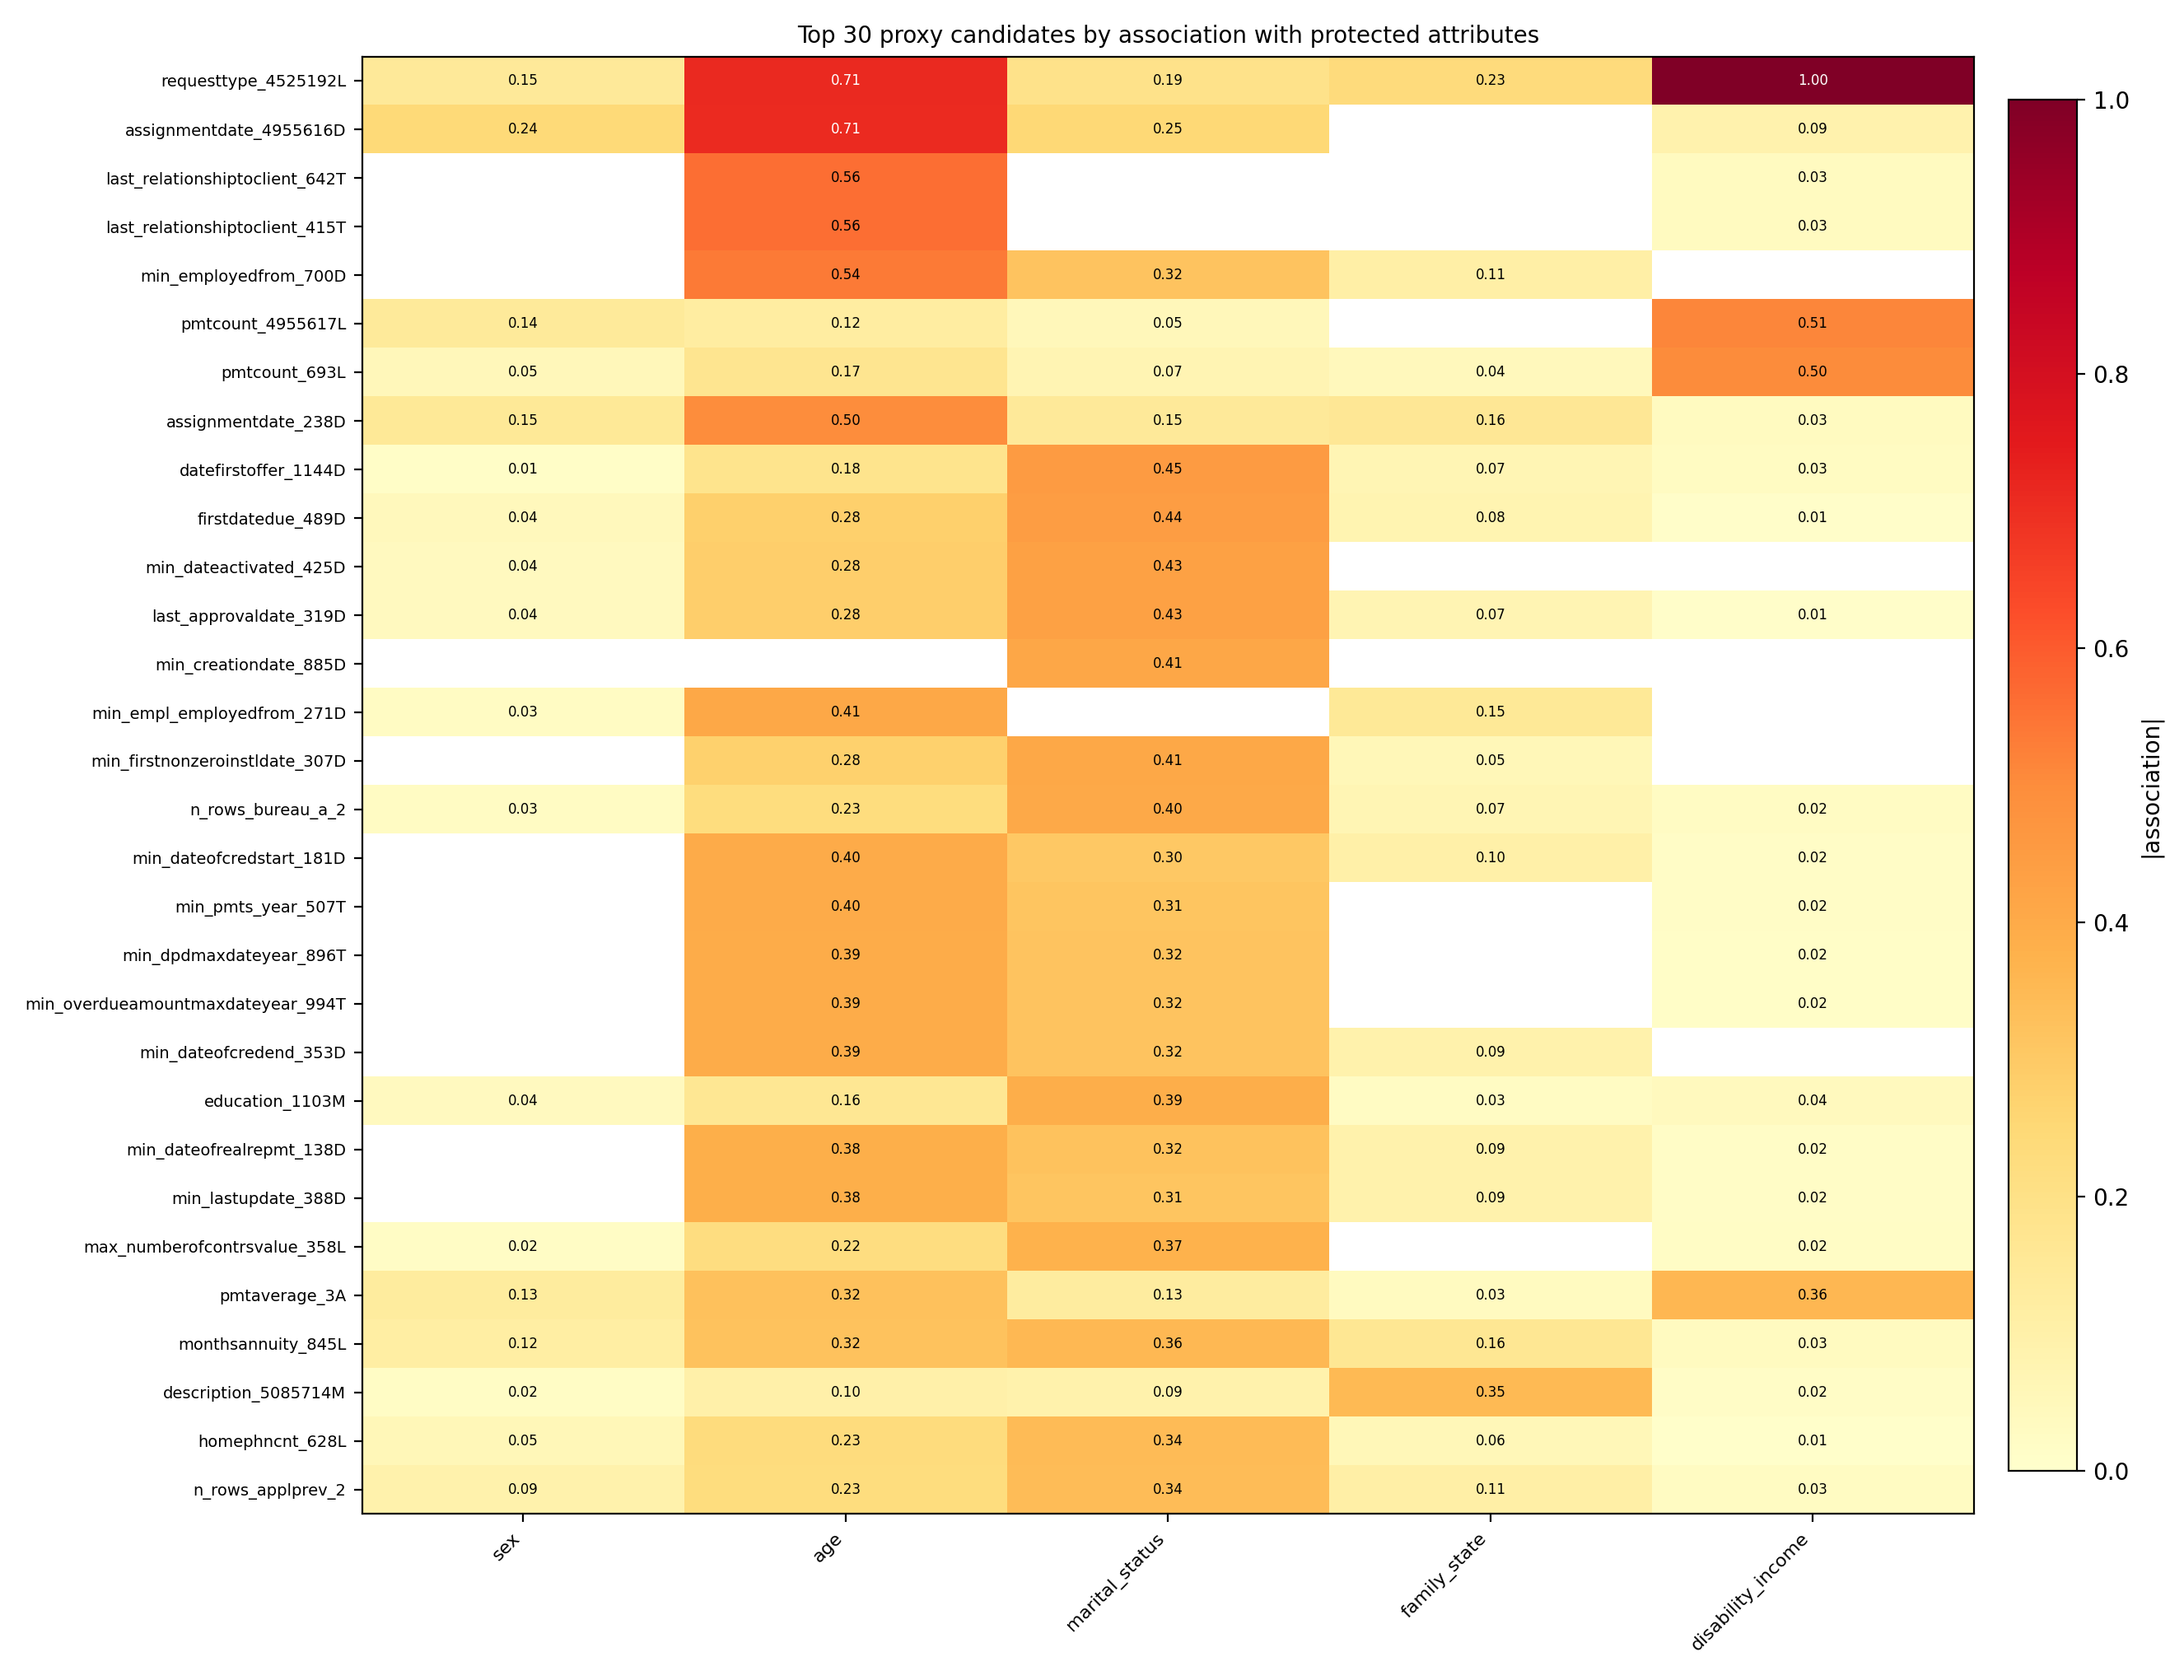 Top 30 proxy candidates by association with protected attributes
requesttype_4525192L 0.15 0.71 0.19 0.23 1.00
assignmentdate_4955616D 0.24 0.71 0.25 0.09
last_relationshiptoclient_642T 0.56 0.03
last_relationshiptoclient_415T 0.56 0.03
min_employedfrom_700D 0.54 0.32 0.11
pmtcount_4955617L 0.14 0.12 0.05 0.51
pmtcount_693L 0.05 0.17 0.07 0.04 0.50
assignmentdate_238D 0.15 0.50 0.15 0.16 0.03
datefirstoffer_1144D 0.01 0.18 0.45 0.07 0.03
firstdatedue_489D 0.04 0.28 0.44 0.08 0.01
min_dateactivated_425D 0.04 0.28 0.43
last_approvaldate_319D 0.04 0.28 0.43 0.07 0.01
min_creationdate_885D 0.41
min_empl_employedfrom_271D 0.03 0.41 0.15
min_firstnonzeroinstldate_307D 0.28 0.41 0.05
n_rows_bureau_a_2 0.03 0.23 0.40 0.07 0.02
min_dateofcredstart_181D 0.40 0.30 0.10 0.02
min_pmts_year_507T 0.40 0.31 0.02
min_dpdmaxdateyear_896T 0.39 0.32 0.02
min_overdueamountmaxdateyear_994T 0.39 0.32 0.02
min_dateofcredend_353D 0.39 0.32 0.09
education_1103M 0.04 0.16 0.39 0.03 0.04
min_dateofrealrepmt_138D 0.38 0.32 0.09 0.02
min_lastupdate_388D 0.38 0.31 0.09 0.02
max_numberofcontrsvalue_358L 0.02 0.22 0.37 0.02
pmtaverage_3A 0.13 0.32 0.13 0.03 0.36
monthsannuity_845L 0.12 0.32 0.36 0.16 0.03
description_5085714M 0.02 0.10 0.09 0.35 0.02
homephncnt_628L 0.05 0.23 0.34 0.06 0.01
n_rows_applprev_2 0.09 0.23 0.34 0.11 0.03
sex age marital_status family_state disability_income
1.0
0.8
0.6
0.4
0.2
0.0
|association|